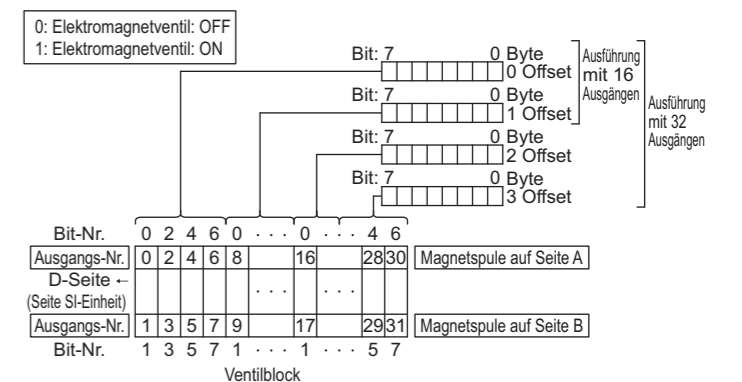 0: Elektromagnetventil: OFF
1: Elektromagnetventil: ON
Bit: 7 0 Byte
0 Offset
Bit: 7 0 Byte
1 Offset
Bit: 7 0 Byte
2 Offset
Bit: 7 0 Byte
3 Offset
Ausführung
mit 16
Ausgängen
Ausführung
mit 32
Ausgängen
Bit-Nr. 0 2 4 6 0 · · · 0 · · · 4 6
Ausgangs-Nr. 0 2 4 6 8 16 28 30 Magnetspule auf Seite A
D-Seite ←
(Seite SI-Einheit)
· · · · · ·
Ausgangs-Nr. 1 3 5 7 9 17 29 31 Magnetspule auf Seite B
Bit-Nr. 1 3 5 7 1 · · · 1 · · · 5 7
Ventilblock